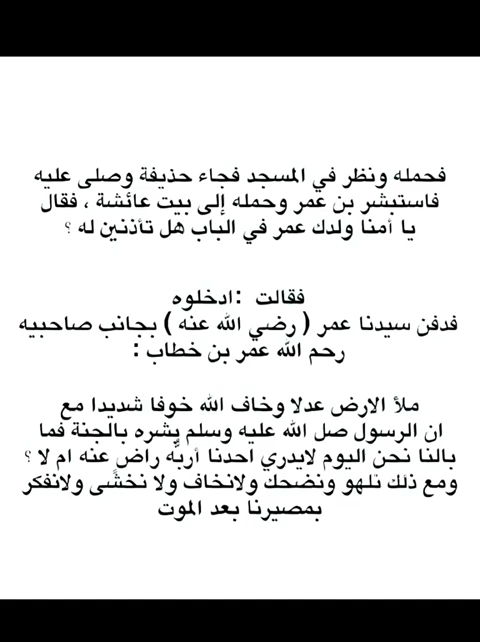 فحمله ونظر في المسجد فجاء حذيفة وصلى عليه
فاستبشر بن عمر وحمله إلى بيت عائشة ، فقال
يا أمنا ولدك عمر في الباب هل تأذنين له ؟
فقالت :ادخلوه
فدفن سيدنا عمر ( رضي الله عنه ) بجانب صاحبيه
رحم الله عمر بن خطاب :
ملأ الارض عدلا وخاف الله خوفا شديدا مع
ان الرسول صل الله عليه وسلم بشره بالجنة فما
بالنا نحن اليوم لايدري احدنا أربُّه راضٍ عنه ام لا ؟
ومع ذلك نلهو ونضحك ولانخاف ولا نخشى ولانفكر
بمصيرنا بعد الموت